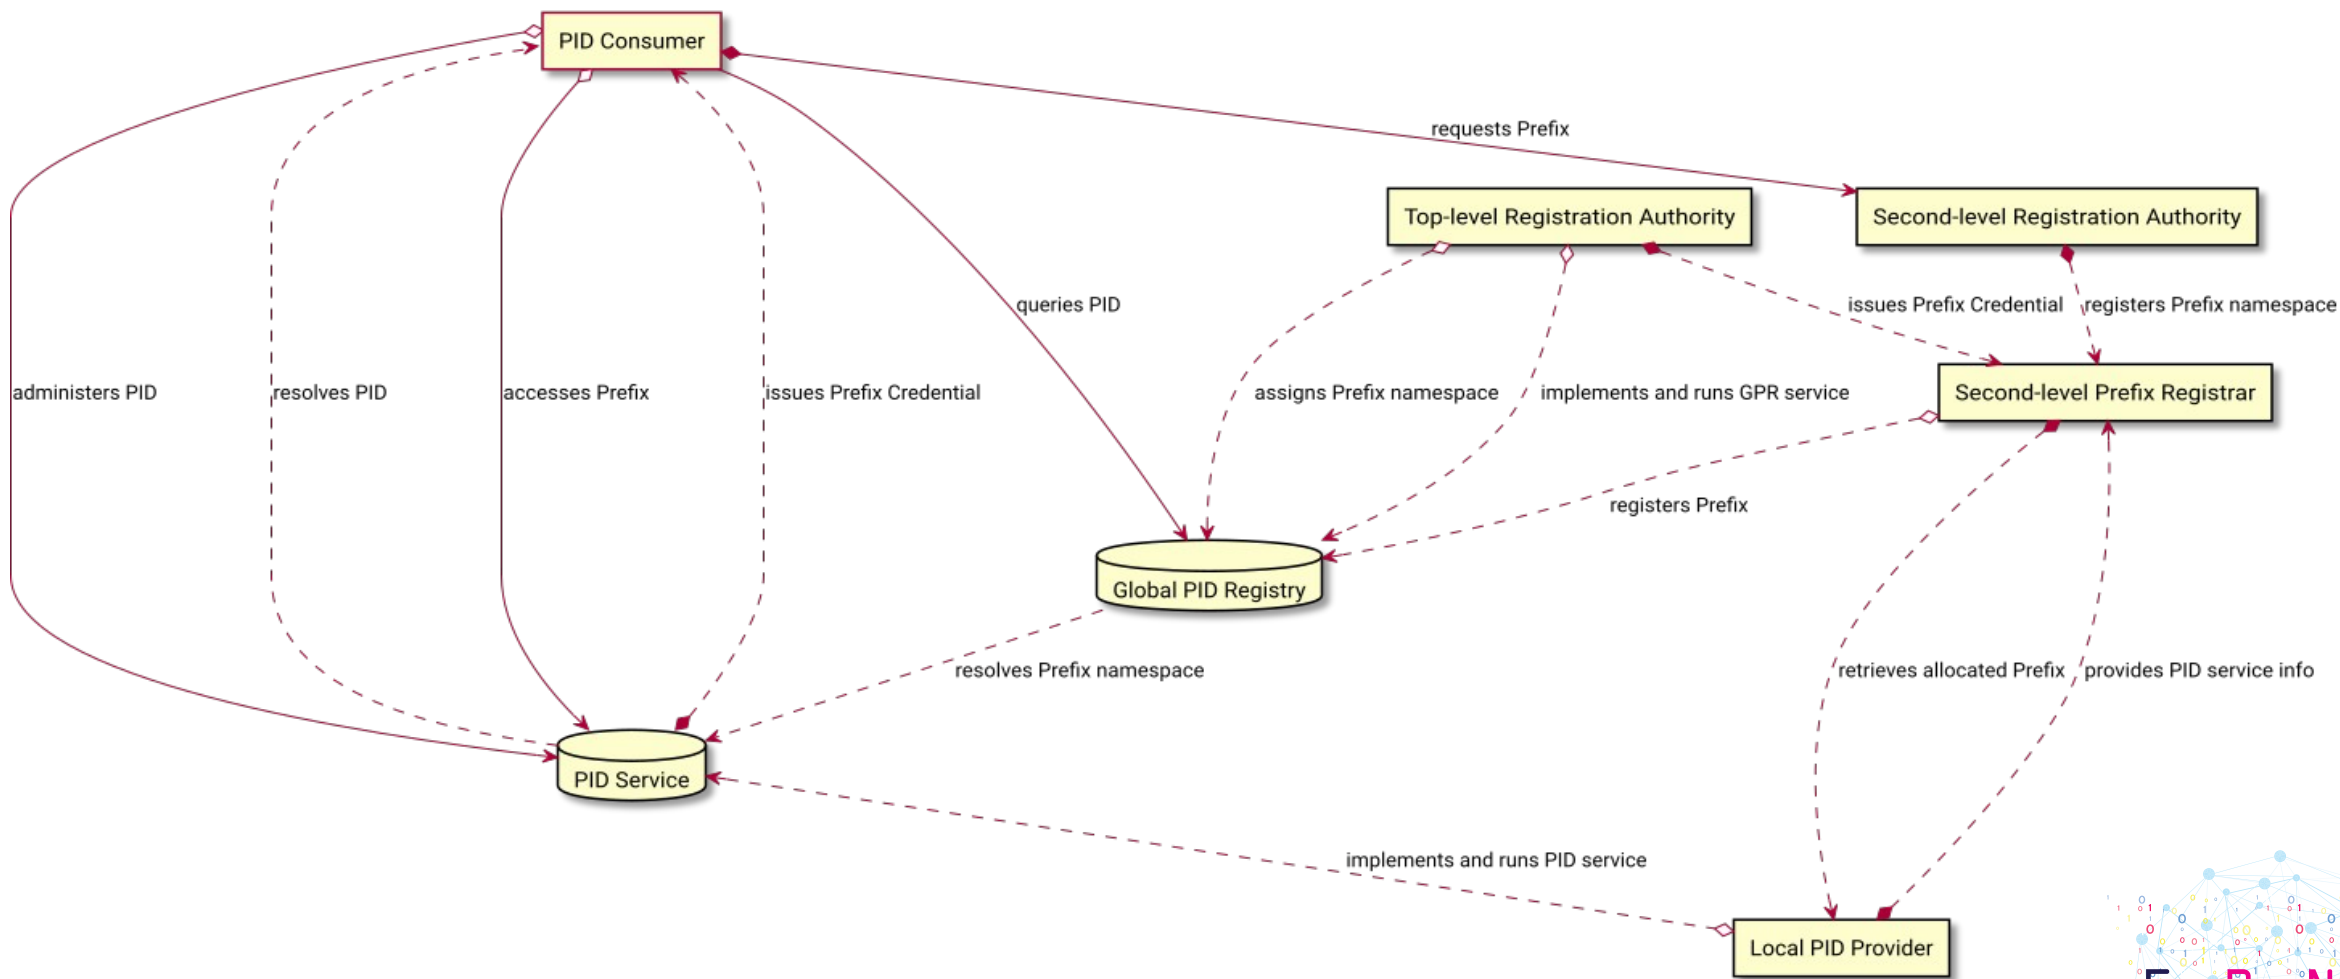 PID Consumer
requests Prefix
Top-level Registration Authority
Second-level Registration Authority
queries PID
issues Prefix Credential
registers Prefix namespace
administers PID
resolves PID
accesses Prefix
issues Prefix Credential
assigns Prefix namespace
implements and runs GPR service
Second-level Prefix Registrar
registers Prefix
Global PID Registry
resolves Prefix namespace
retrieves allocated Prefix
provides PID service info
PID Service
implements and runs PID service
Local PID Provider